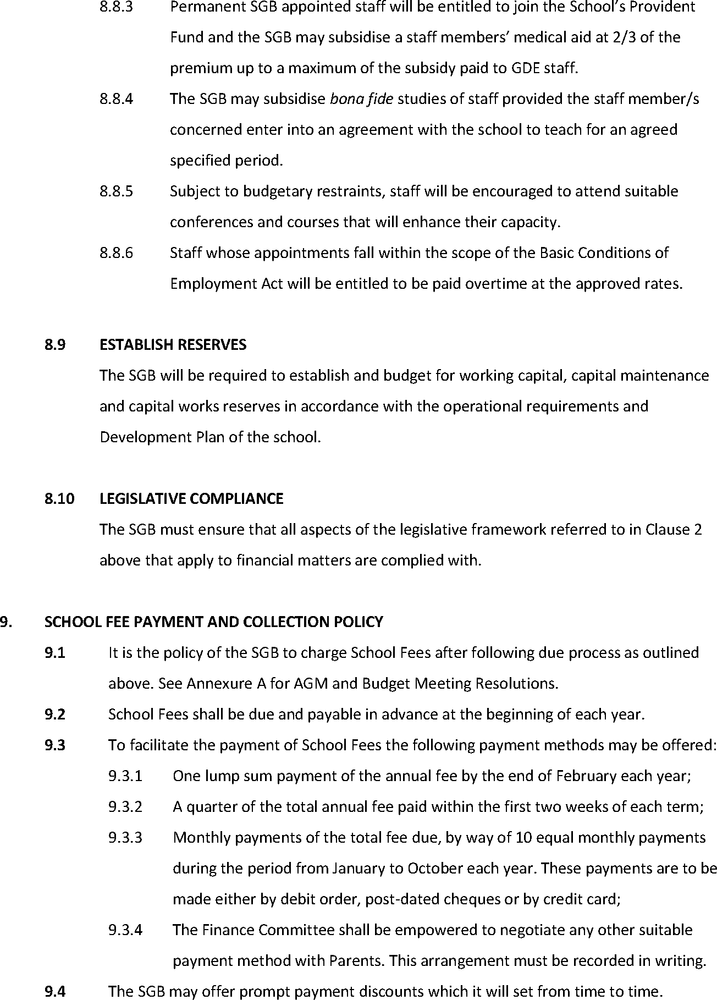 8.8.3 Permanent SGB appointed staff will be entitled to join the School’s Provident
Fund and the SGB may subsidise a staff members’ medical aid at 2/3 of the
premium up to a maximum of the subsidy paid to GDE staff.
8.8.4 The SGB may subsidise bona fide studies of staff provided the staff member/s
concerned enter into an agreement with the school to teach for an agreed
specified period.
8.8.5 Subject to budgetary restraints, staff will be encouraged to attend suitable
conferences and courses that will enhance their capacity.
8.8.6 Staff whose appointments fall within the scope of the Basic Conditions of
Employment Act will be entitled to be paid overtime at the approved rates.
8.9 ESTABLISH RESERVES
The SGB will be required to establish and budget for working capital, capital maintenance
and capital works reserves in accordance with the operational requirements and
Development Plan of the school.
8.10 LEGISLATIVE COMPLIANCE
The SGB must ensure that all aspects of the legislative framework referred to in Clause 2
above that apply to financial matters are complied with.
9. SCHOOL FEE PAYMENT AND COLLECTION POLICY
9.1 It is the policy of the SGB to charge School Fees after following due process as outlined
above. See Annexure A for AGM and Budget Meeting Resolutions.
9.2 School Fees shall be due and payable in advance at the beginning of each year.
9.3 To facilitate the payment of School Fees the following payment methods may be offered:
9.3.1 One lump sum payment of the annual fee by the end of February each year;
9.3.2 A quarter of the total annual fee paid within the first two weeks of each term;
9.3.3 Monthly payments of the total fee due, by way of 10 equal monthly payments
during the period from January to October each year. These payments are to be
made either by debit order, post-dated cheques or by credit card;
9.3.4 The Finance Committee shall be empowered to negotiate any other suitable
payment method with Parents. This arrangement must be recorded in writing.
9.4 The SGB may offer prompt payment discounts which it will set from time to time.